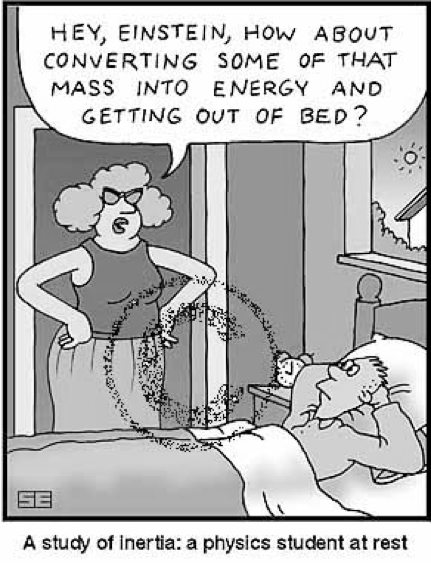 HEY, EINSTEIN, HOW ABOUT
CONVERTING SOME OF THAT
MASS INTO ENERGY AND
GETTING OUT OF BED?
SE
A study of inertia: a physics student at rest